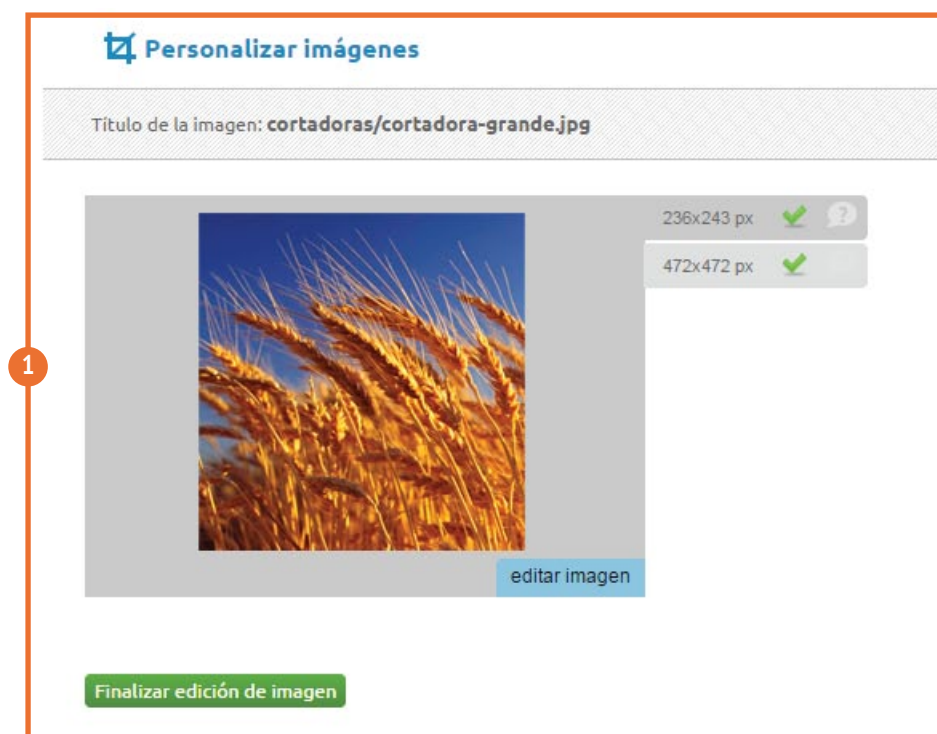 Personalizar imágenes
Título de la imagen: cortadoras/cortadora-grande.jpg
236x243 px
?
472x472 px
1
editar imagen
Finalizar edición de imagen